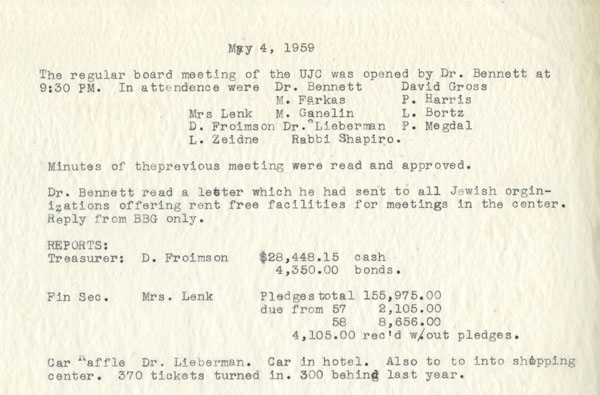 May 4, 1959
The regular board meeting of the UJC was opened by Dr. Bennett at
9:30 PM. In attendence were Dr. Bennett David Gross
M. Farkas P. Harris
Mrs Lenk M. Ganelin L. Bortz
D. Froimson Dr. Lieberman P. Megdal
L. Zeidne Rabbi Shapiro.
Minutes of theprevious meeting were read and approved.
Dr. Bennett read a letter which he had sent to all Jewish orgin-
izations offering rent free facilities for meetings in the center.
Reply from BBG only.
REPORTS:
Treasurer: D. Froimson $28,448.15 cash
4,350.00 bonds.
Fin Sec. Mrs. Lenk Pledges total 155,975.00
due from 57 2,105.00
58 8,656.00
4,105.00 rec'd w/out pledges.
Car affle Dr. Lieberman. Car in hotel. Also to to into shopping
center. 370 tickets turned in. 300 behind last year.